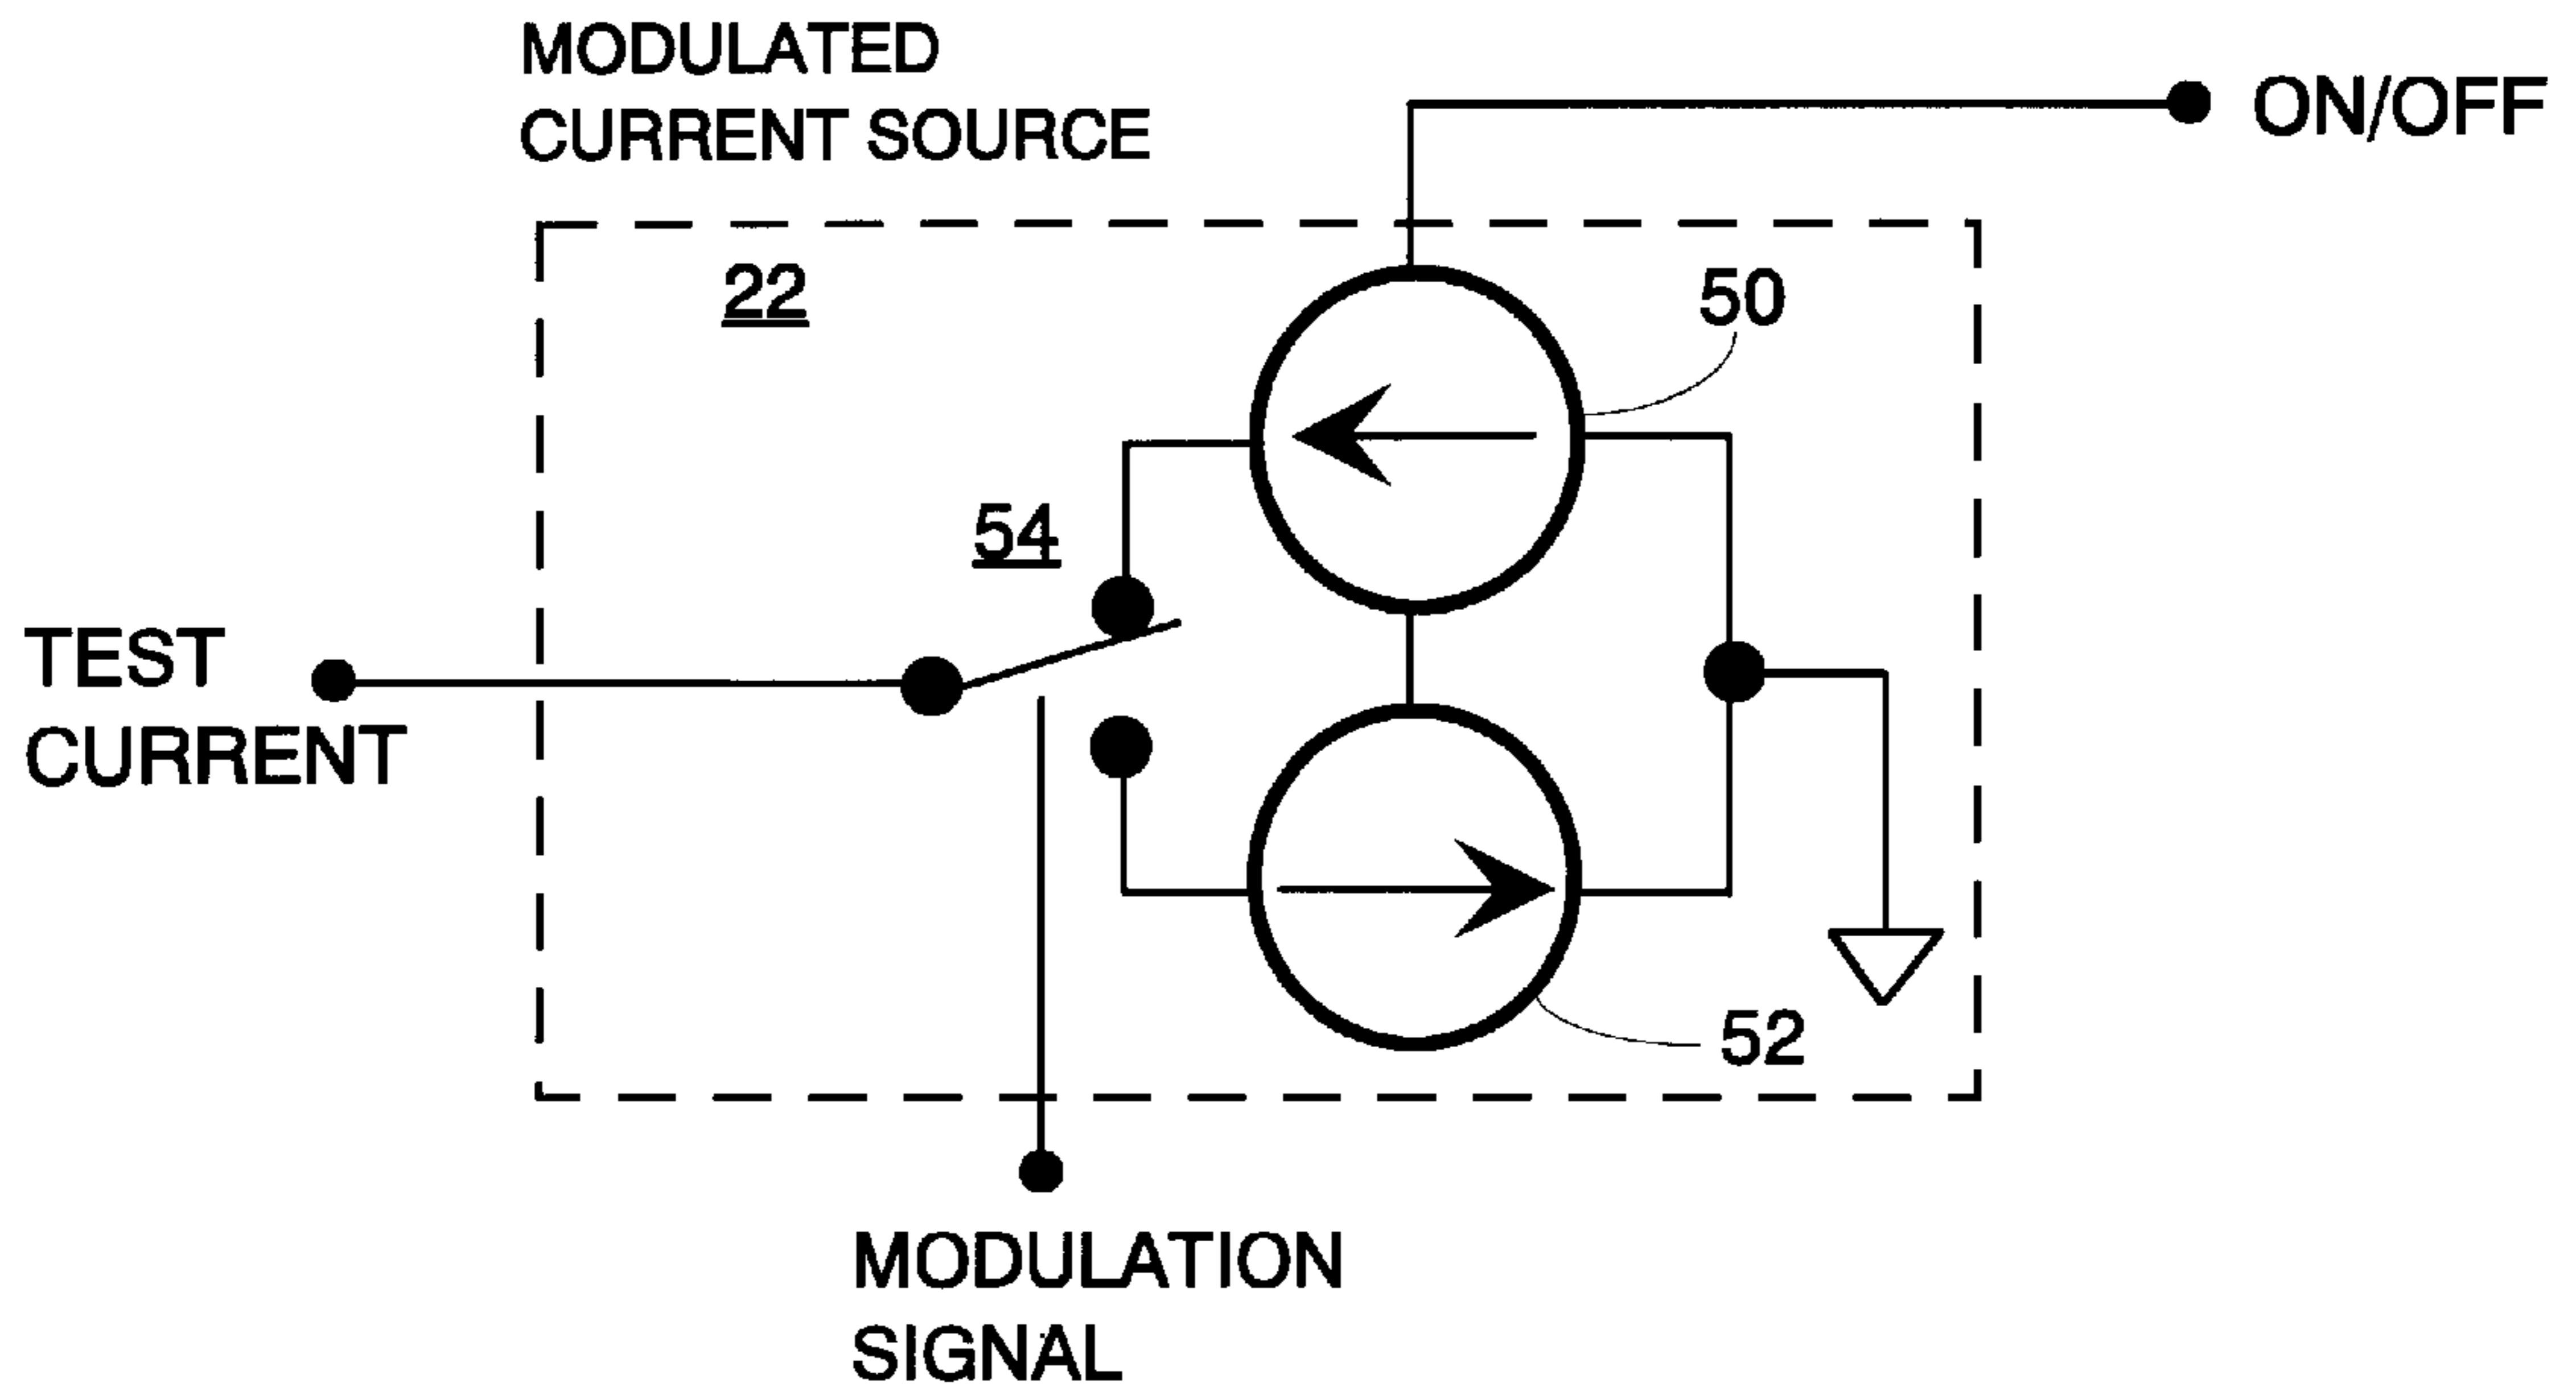 MODULATED
CURRENT SOURCE
ON/OFF
22
50
54
TEST
CURRENT
52
MODULATION
SIGNAL